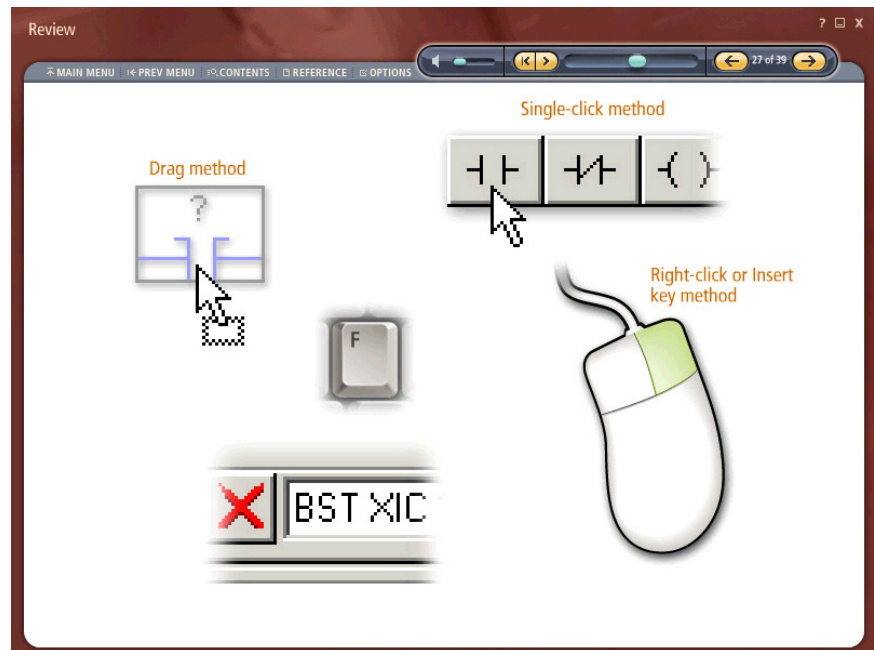 Review
? X
MAIN MENU PREV MENU CONTENTS REFERENCE OPTIONS
27 of 39
Single-click method
Drag method
?
Right-click or Insert
key method
F
BST XIC